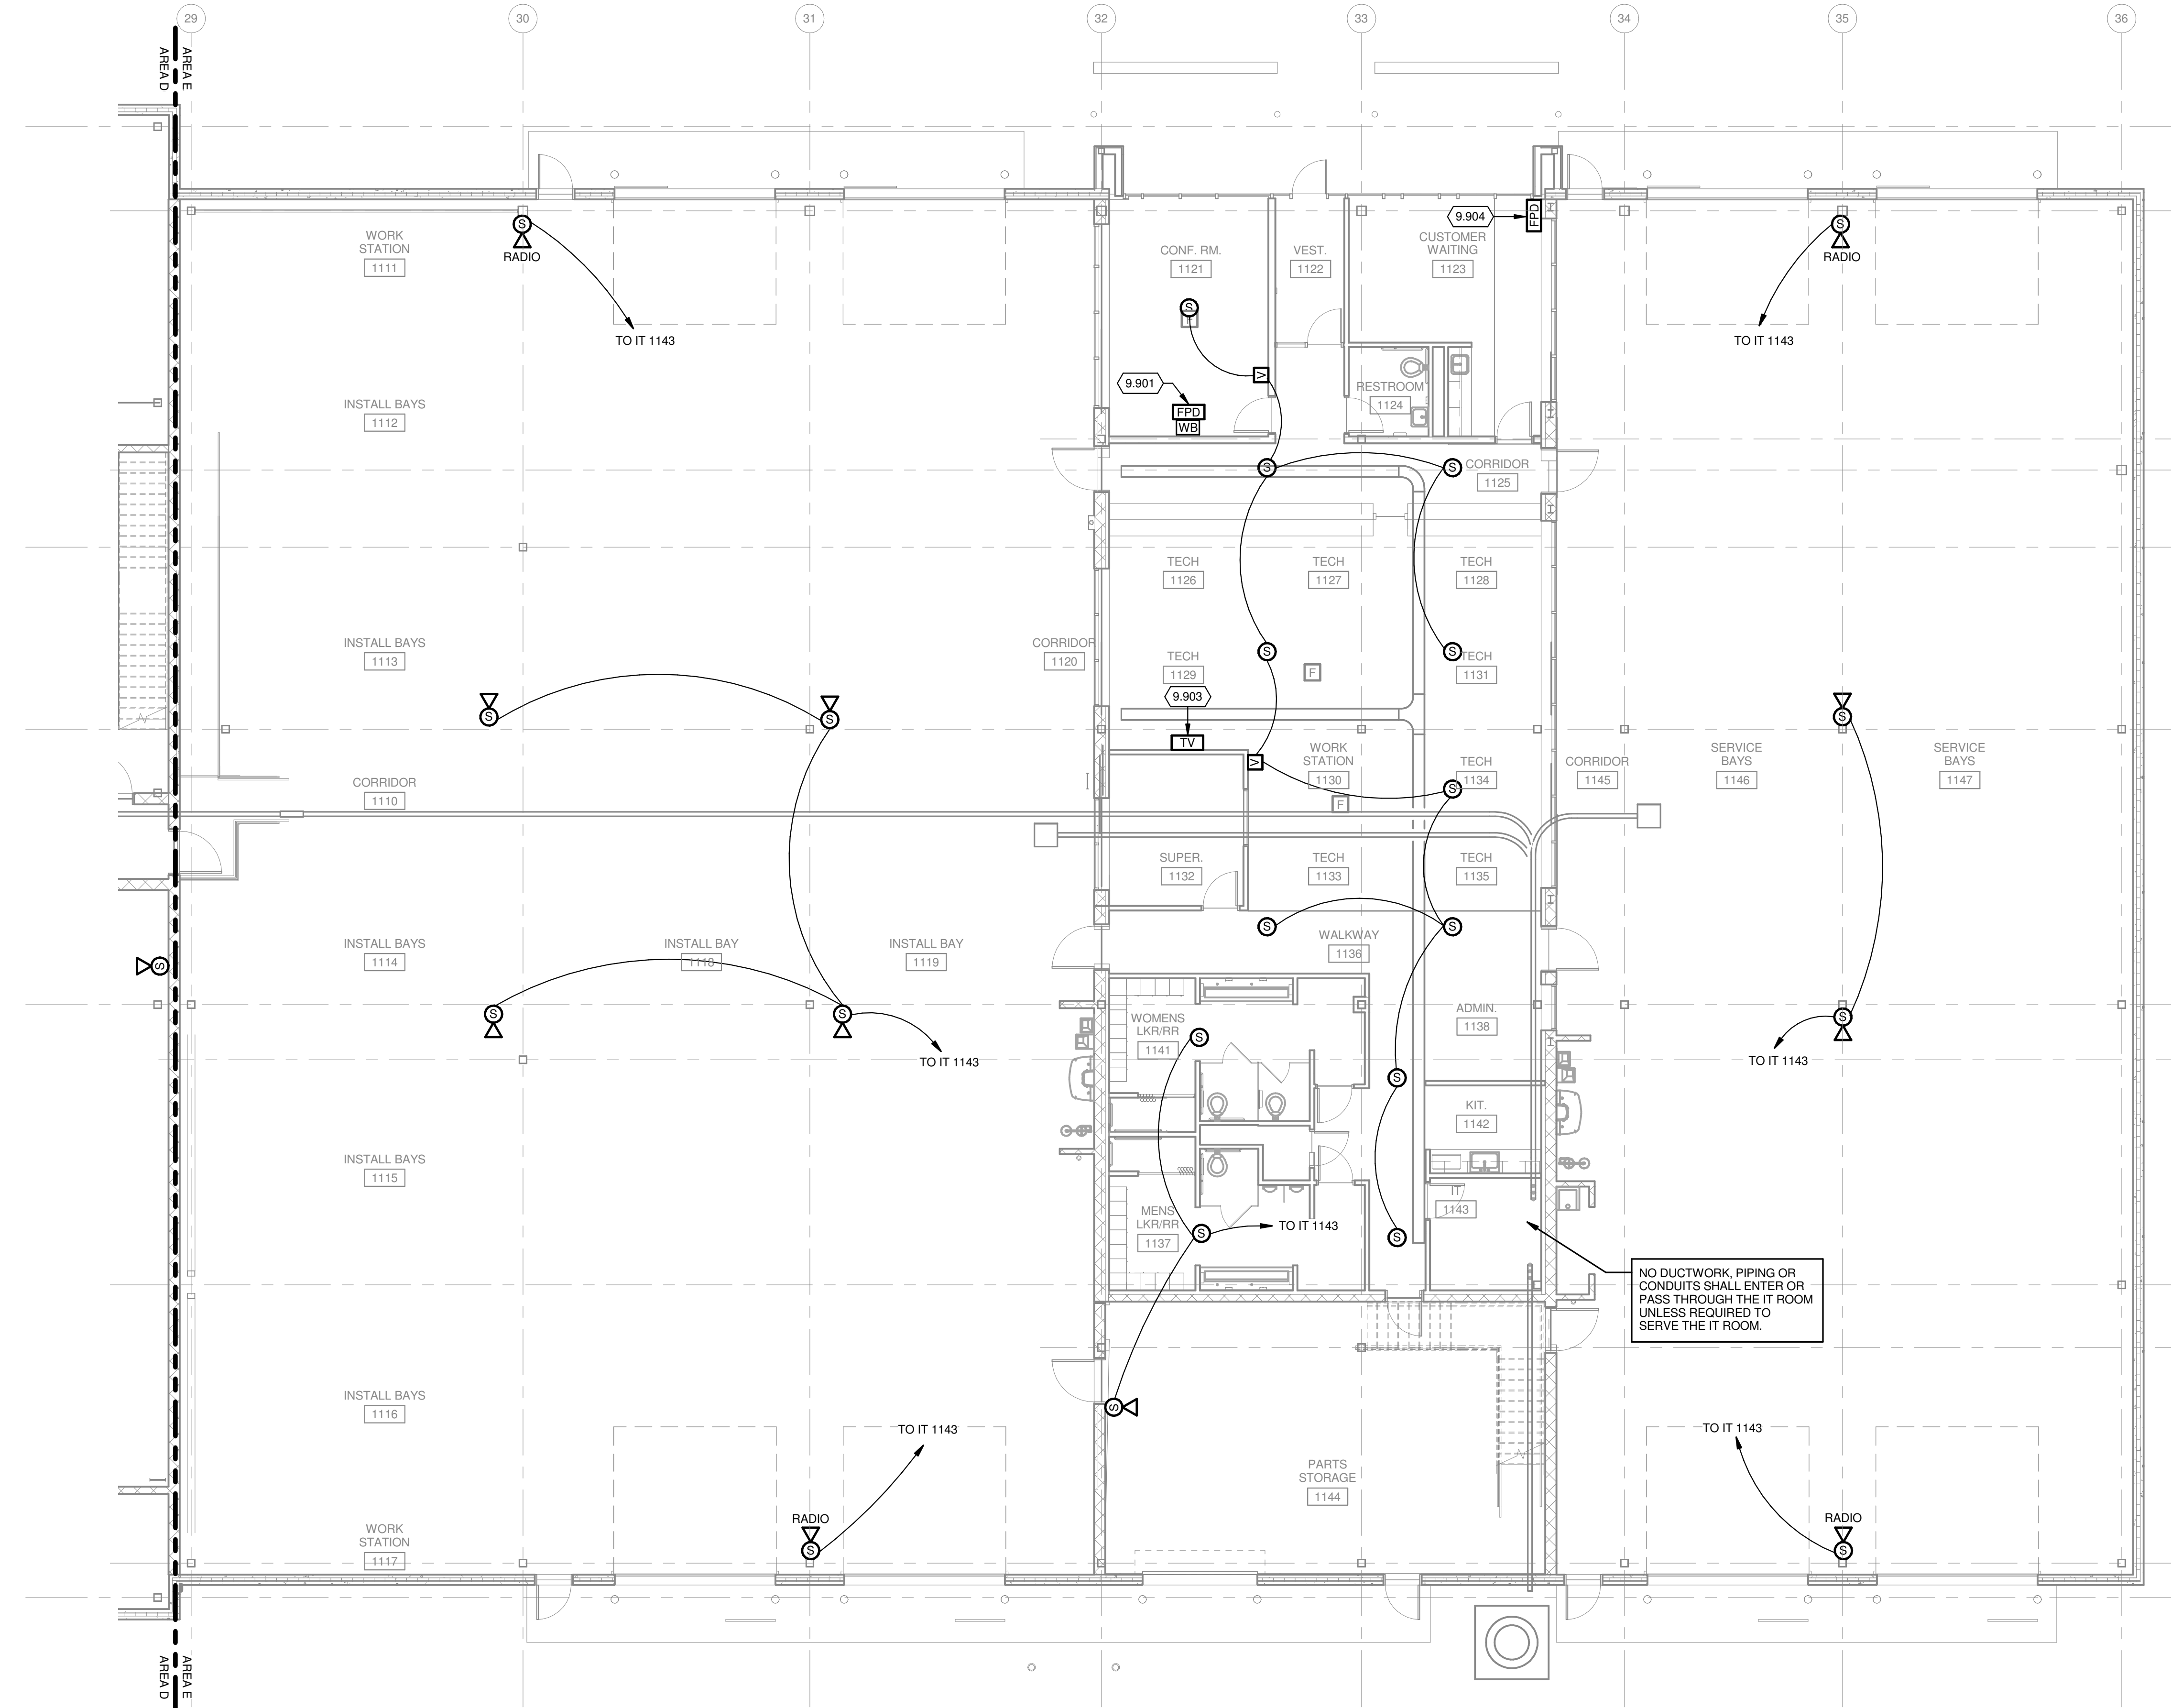 29
30
31
32
33
34
35
36
AREA D
AREA E
WORK
STATION
1111
RADIO
TO IT 1143
INSTALL BAYS
1112
INSTALL BAYS
1113
CORRIDOR
1110
INSTALL BAYS
1114
INSTALL BAY
1118
INSTALL BAY
1119
TO IT 1143
INSTALL BAYS
1115
INSTALL BAYS
1116
WORK
STATION
1117
RADIO
TO IT 1143
S
S
S
S
S
S
S
CORRIDOR
1120
CONF. RM.
1121
S
F
V
9.901
FPD
WB
VEST.
1122
9.904
FPD
CUSTOMER
WAITING
1123
RESTROOM
1124
S
S
CORRIDOR
1125
TECH
1126
TECH
1127
TECH
1128
S
S
TECH
1129
F
TECH
1131
9.903
TV
V
WORK
STATION
1130
F
TECH
1134
S
SUPER.
1132
TECH
1133
TECH
1135
S
S
WALKWAY
1136
WOMENS
LKR/RR
1141
S
ADMIN.
1138
S
KIT.
1142
MENS
LKR/RR
1137
S
TO IT 1143
S
IT
1143
NO DUCTWORK, PIPING OR
CONDUITS SHALL ENTER OR
PASS THROUGH THE IT ROOM
UNLESS REQUIRED TO
SERVE THE IT ROOM.
S
PARTS
STORAGE
1144
S
RADIO
TO IT 1143
CORRIDOR
1145
SERVICE
BAYS
1146
SERVICE
BAYS
1147
S
S
TO IT 1143
TO IT 1143
RADIO
S
AREA D
AREA E